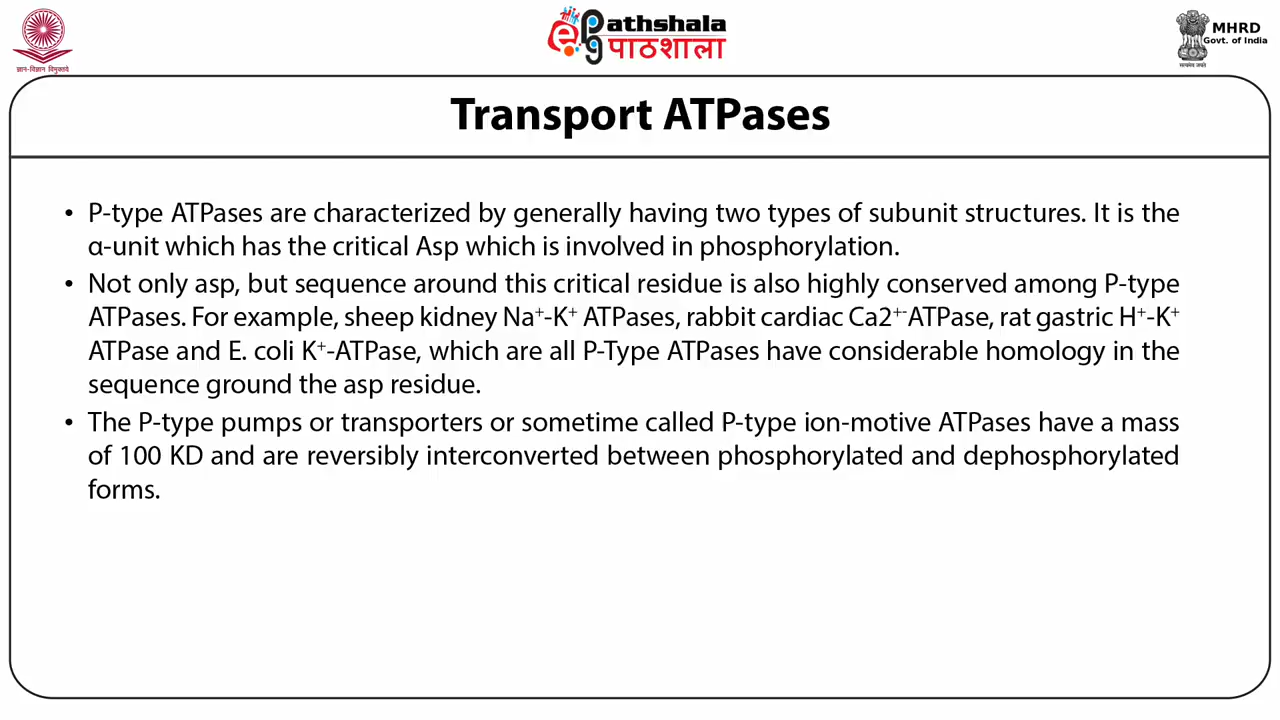 ePGathshala
पाठशाला
MHRD
Govt. of India
ज्ञान-विज्ञान विमुक्तये
सत्यमेव जयते
Transport ATPases
• P-type ATPases are characterized by generally having two types of subunit structures. It is the
α-unit which has the critical Asp which is involved in phosphorylation.
• Not only asp, but sequence around this critical residue is also highly conserved among P-type
ATPases. For example, sheep kidney Na⁺-K⁺ ATPases, rabbit cardiac Ca2⁺⁻ATPase, rat gastric H⁺-K⁺
ATPase and E. coli K⁺-ATPase, which are all P-Type ATPases have considerable homology in the
sequence ground the asp residue.
• The P-type pumps or transporters or sometime called P-type ion-motive ATPases have a mass
of 100 KD and are reversibly interconverted between phosphorylated and dephosphorylated
forms.